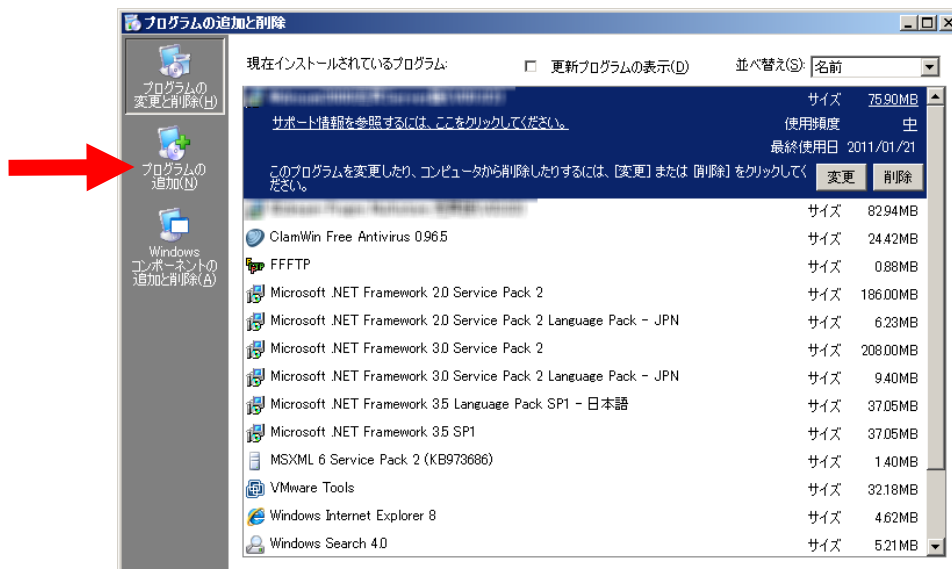 プログラムの追加と削除
プログラムの
変更と削除(H)
プログラムの
追加(N)
Windows
コンポーネントの
追加と削除(A)
現在インストールされているプログラム:
更新プログラムの表示(D)
並べ替え(S):
名前
サイズ 75.90MB
サポート情報を参照するには、ここをクリックしてください。
使用頻度 中
最終使用日 2011/01/21
このプログラムを変更したり、コンピュータから削除したりするには、[変更] または [削除] をクリックしてく
ださい。
変更
削除
サイズ 82.94MB
ClamWin Free Antivirus 0.96.5 サイズ 24.42MB
FFFTP サイズ 0.88MB
Microsoft .NET Framework 2.0 Service Pack 2 サイズ 186.00MB
Microsoft .NET Framework 2.0 Service Pack 2 Language Pack - JPN サイズ 6.23MB
Microsoft .NET Framework 3.0 Service Pack 2 サイズ 208.00MB
Microsoft .NET Framework 3.0 Service Pack 2 Language Pack - JPN サイズ 9.40MB
Microsoft .NET Framework 3.5 Language Pack SP1 - 日本語 サイズ 37.05MB
Microsoft .NET Framework 3.5 SP1 サイズ 37.05MB
MSXML 6 Service Pack 2 (KB973686) サイズ 1.40MB
VMware Tools サイズ 32.18MB
Windows Internet Explorer 8 サイズ 4.62MB
Windows Search 4.0 サイズ 5.21MB